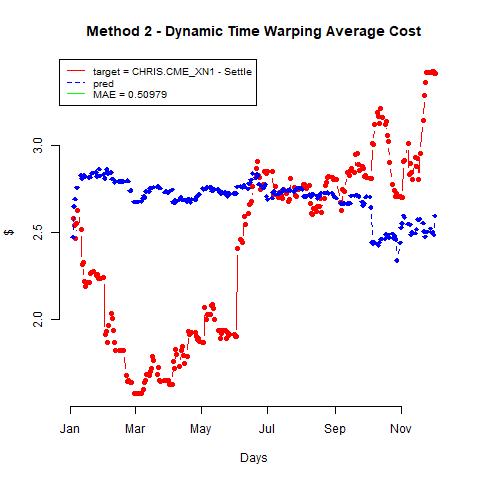 Method 2 - Dynamic Time Warping Average Cost
target = CHRIS.CME_XN1 - Settle
pred
MAE = 0.50979
3.0
2.5
2.0
$
Jan Mar May Jul Sep Nov
Days